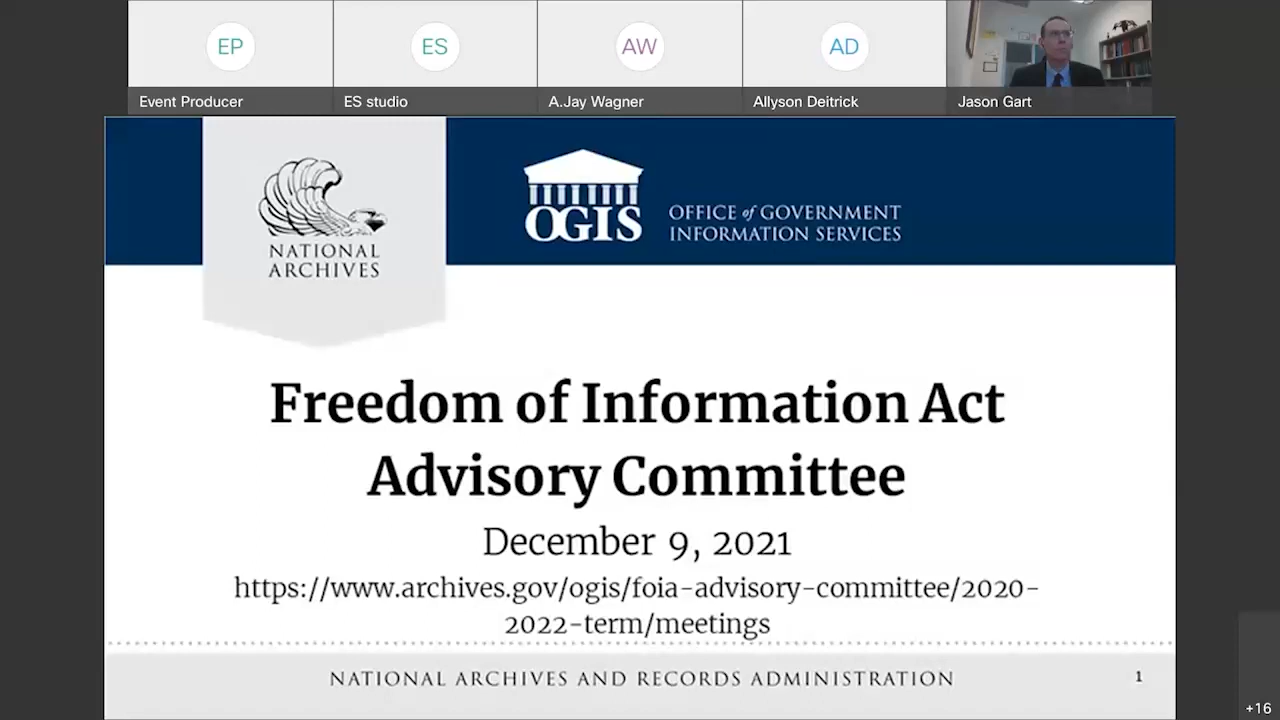 EP
ES
AW
AD
Event Producer
ES studio
A.Jay Wagner
Allyson Deitrick
Jason Gart
NATIONAL
ARCHIVES
OGIS
OFFICE of GOVERNMENT
INFORMATION SERVICES
Freedom of Information Act
Advisory Committee
December 9, 2021
https://www.archives.gov/ogis/foia-advisory-committee/2020-
2022-term/meetings
NATIONAL ARCHIVES AND RECORDS ADMINISTRATION
1
+16